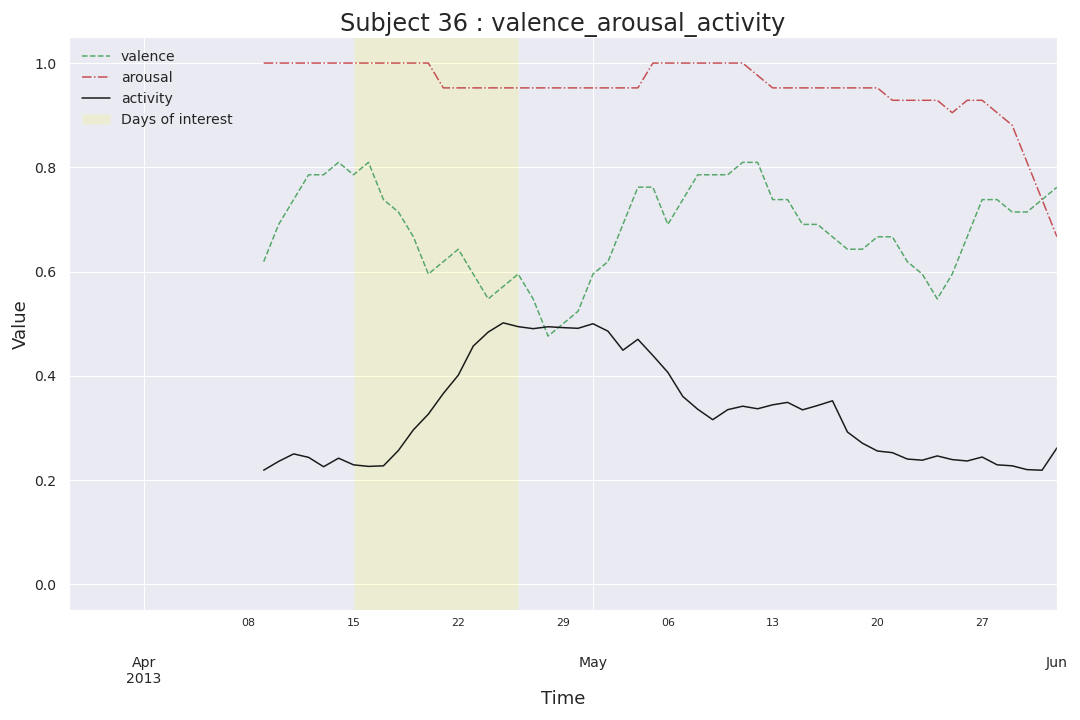 Subject 36 : valence_arousal_activity
valence
arousal
activity
Days of interest
Value
1.0
0.8
0.6
0.4
0.2
0.0
08 15 22 29 06 13 20 27
Apr May Jun
2013
Time